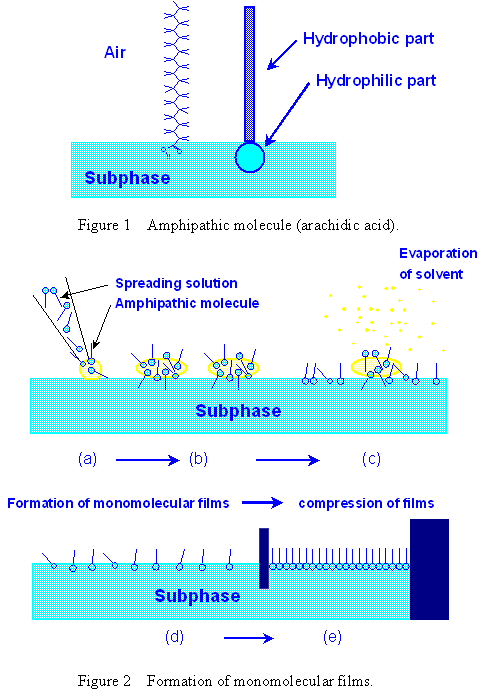 Air
Hydrophobic part
Hydrophilic part
Subphase
Figure 1 Amphipathic molecule (arachidic acid).
Evaporation
of solvent
Spreading solution
Amphipathic molecule
Subphase
(a) (b) (c)
Formation of monomolecular films compression of films
Subphase
(d) (e)
Figure 2 Formation of monomolecular films.